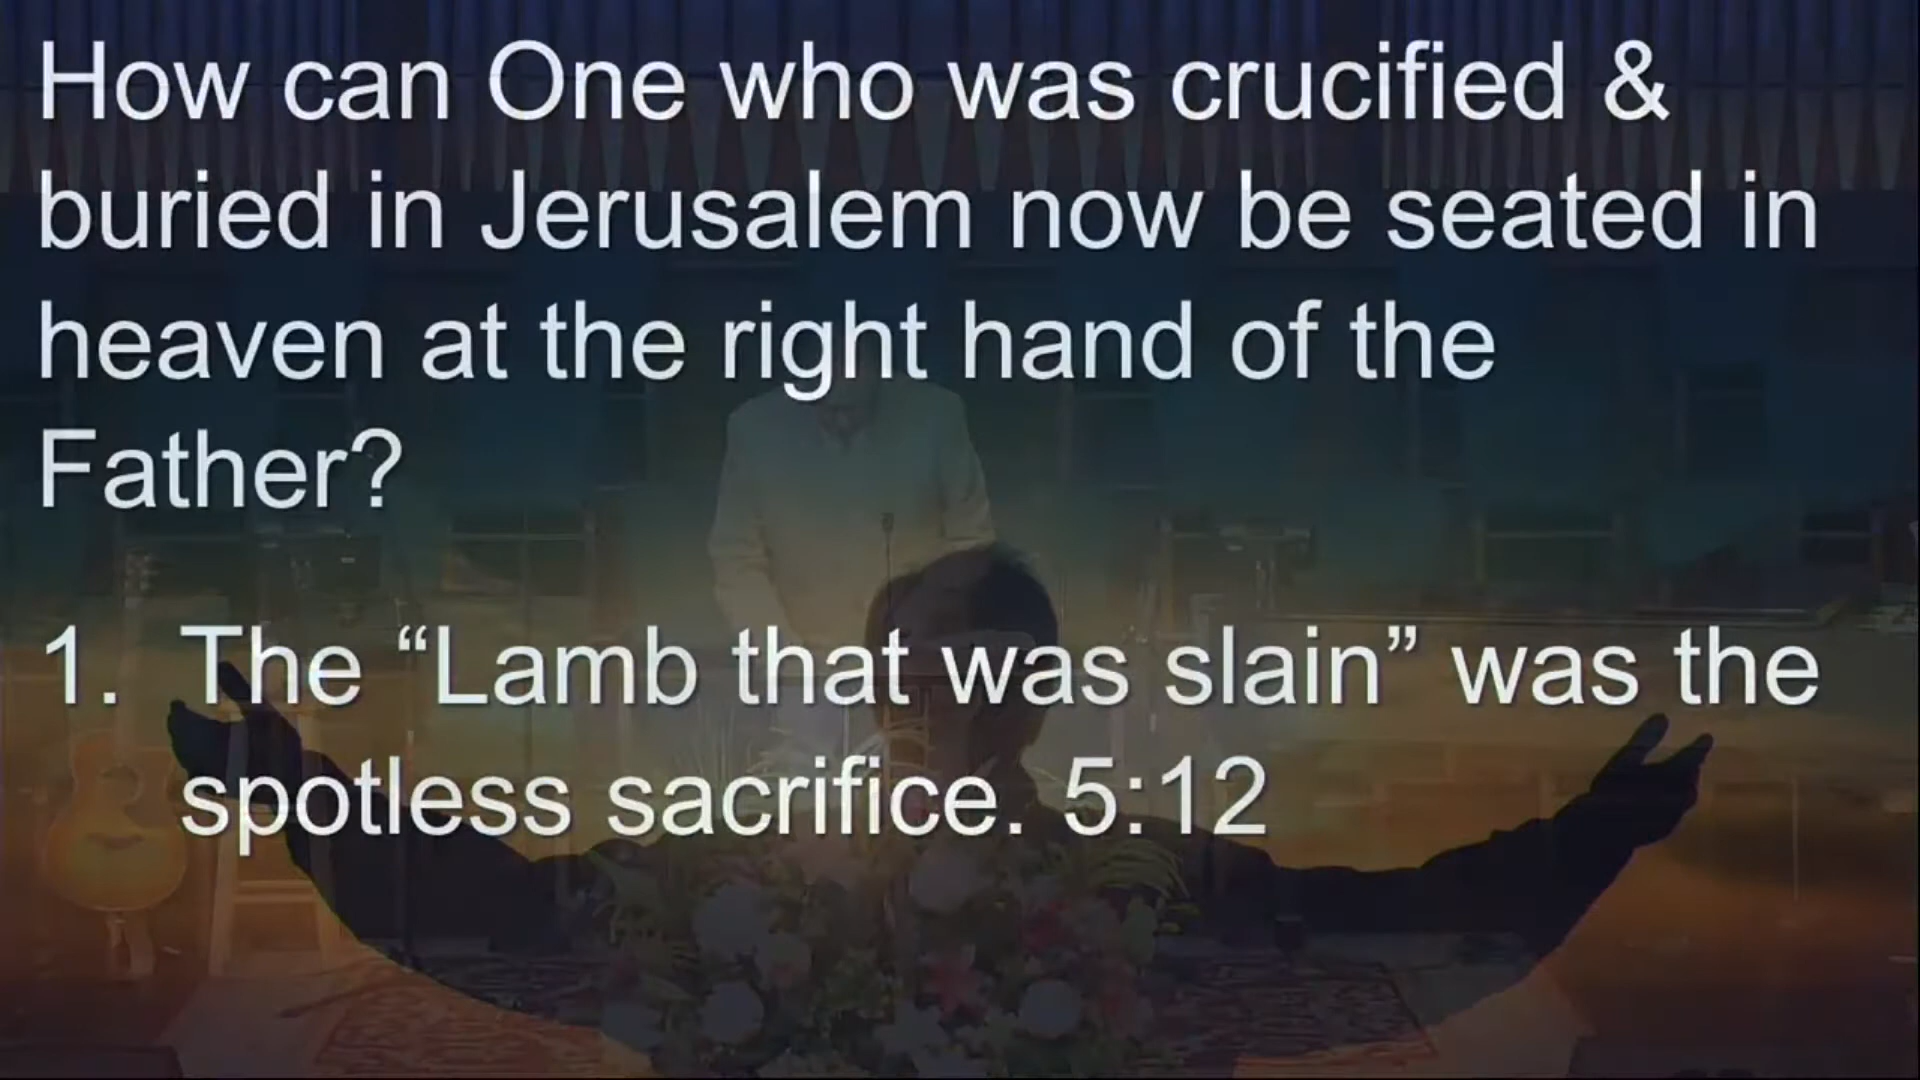 How can One who was crucified &
buried in Jerusalem now be seated in
heaven at the right hand of the
Father?
1. The “Lamb that was slain” was the
spotless sacrifice. 5:12